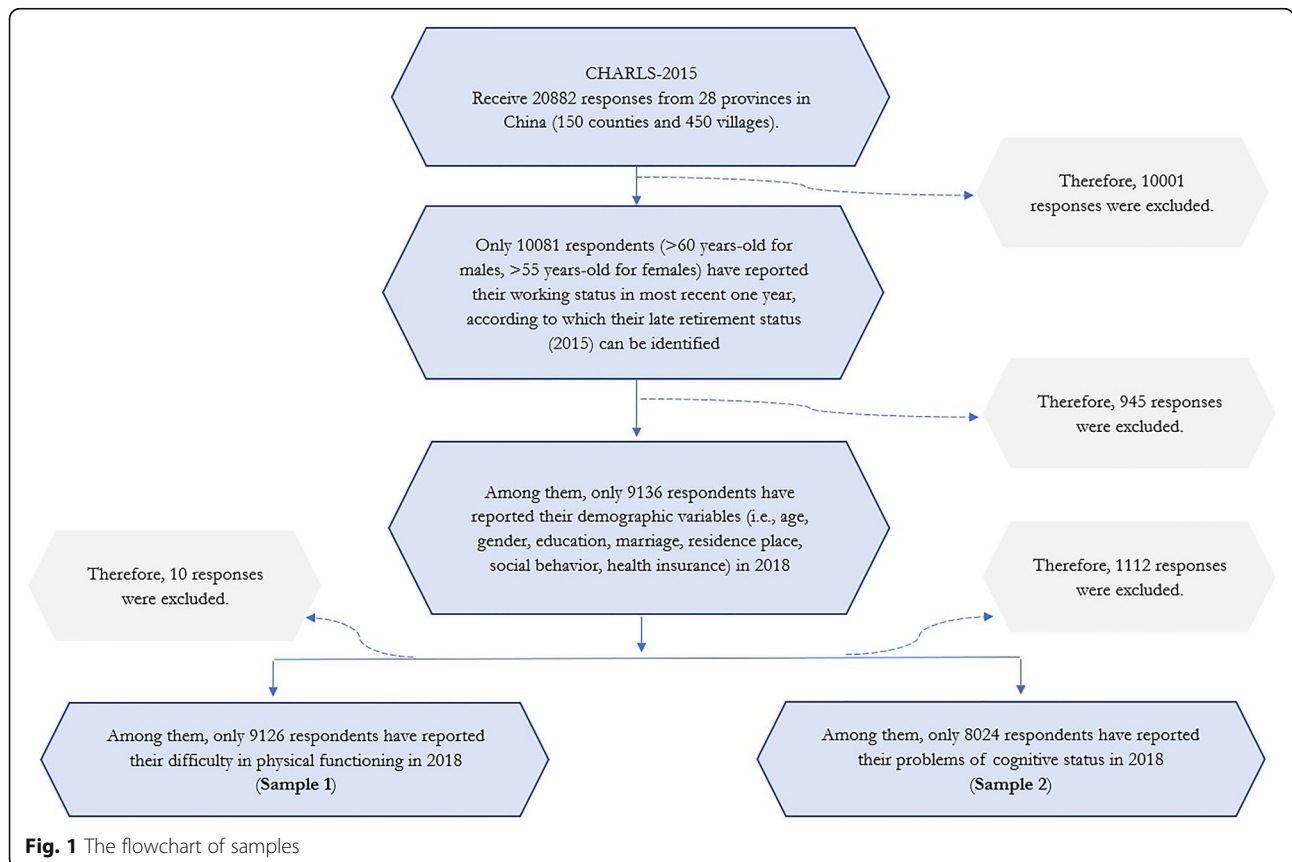 CHARLS-2015
Receive 20882 responses from 28 provinces in
China (150 counties and 450 villages).
Therefore, 10001
responses were excluded.
Only 10081 respondents (>60 years-old for
males, >55 years-old for females) have reported
their working status in most recent one year,
according to which their late retirement status
(2015) can be identified
Therefore, 945 responses
were excluded.
Among them, only 9136 respondents have
reported their demographic variables (i.e., age,
gender, education, marriage, residence place,
social behavior, health insurance) in 2018
Therefore, 10 responses
were excluded.
Therefore, 1112 responses
were excluded.
Among them, only 9126 respondents have reported
their difficulty in physical functioning in 2018
(Sample 1)
Among them, only 8024 respondents have reported
their problems of cognitive status in 2018
(Sample 2)
Fig. 1 The flowchart of samples